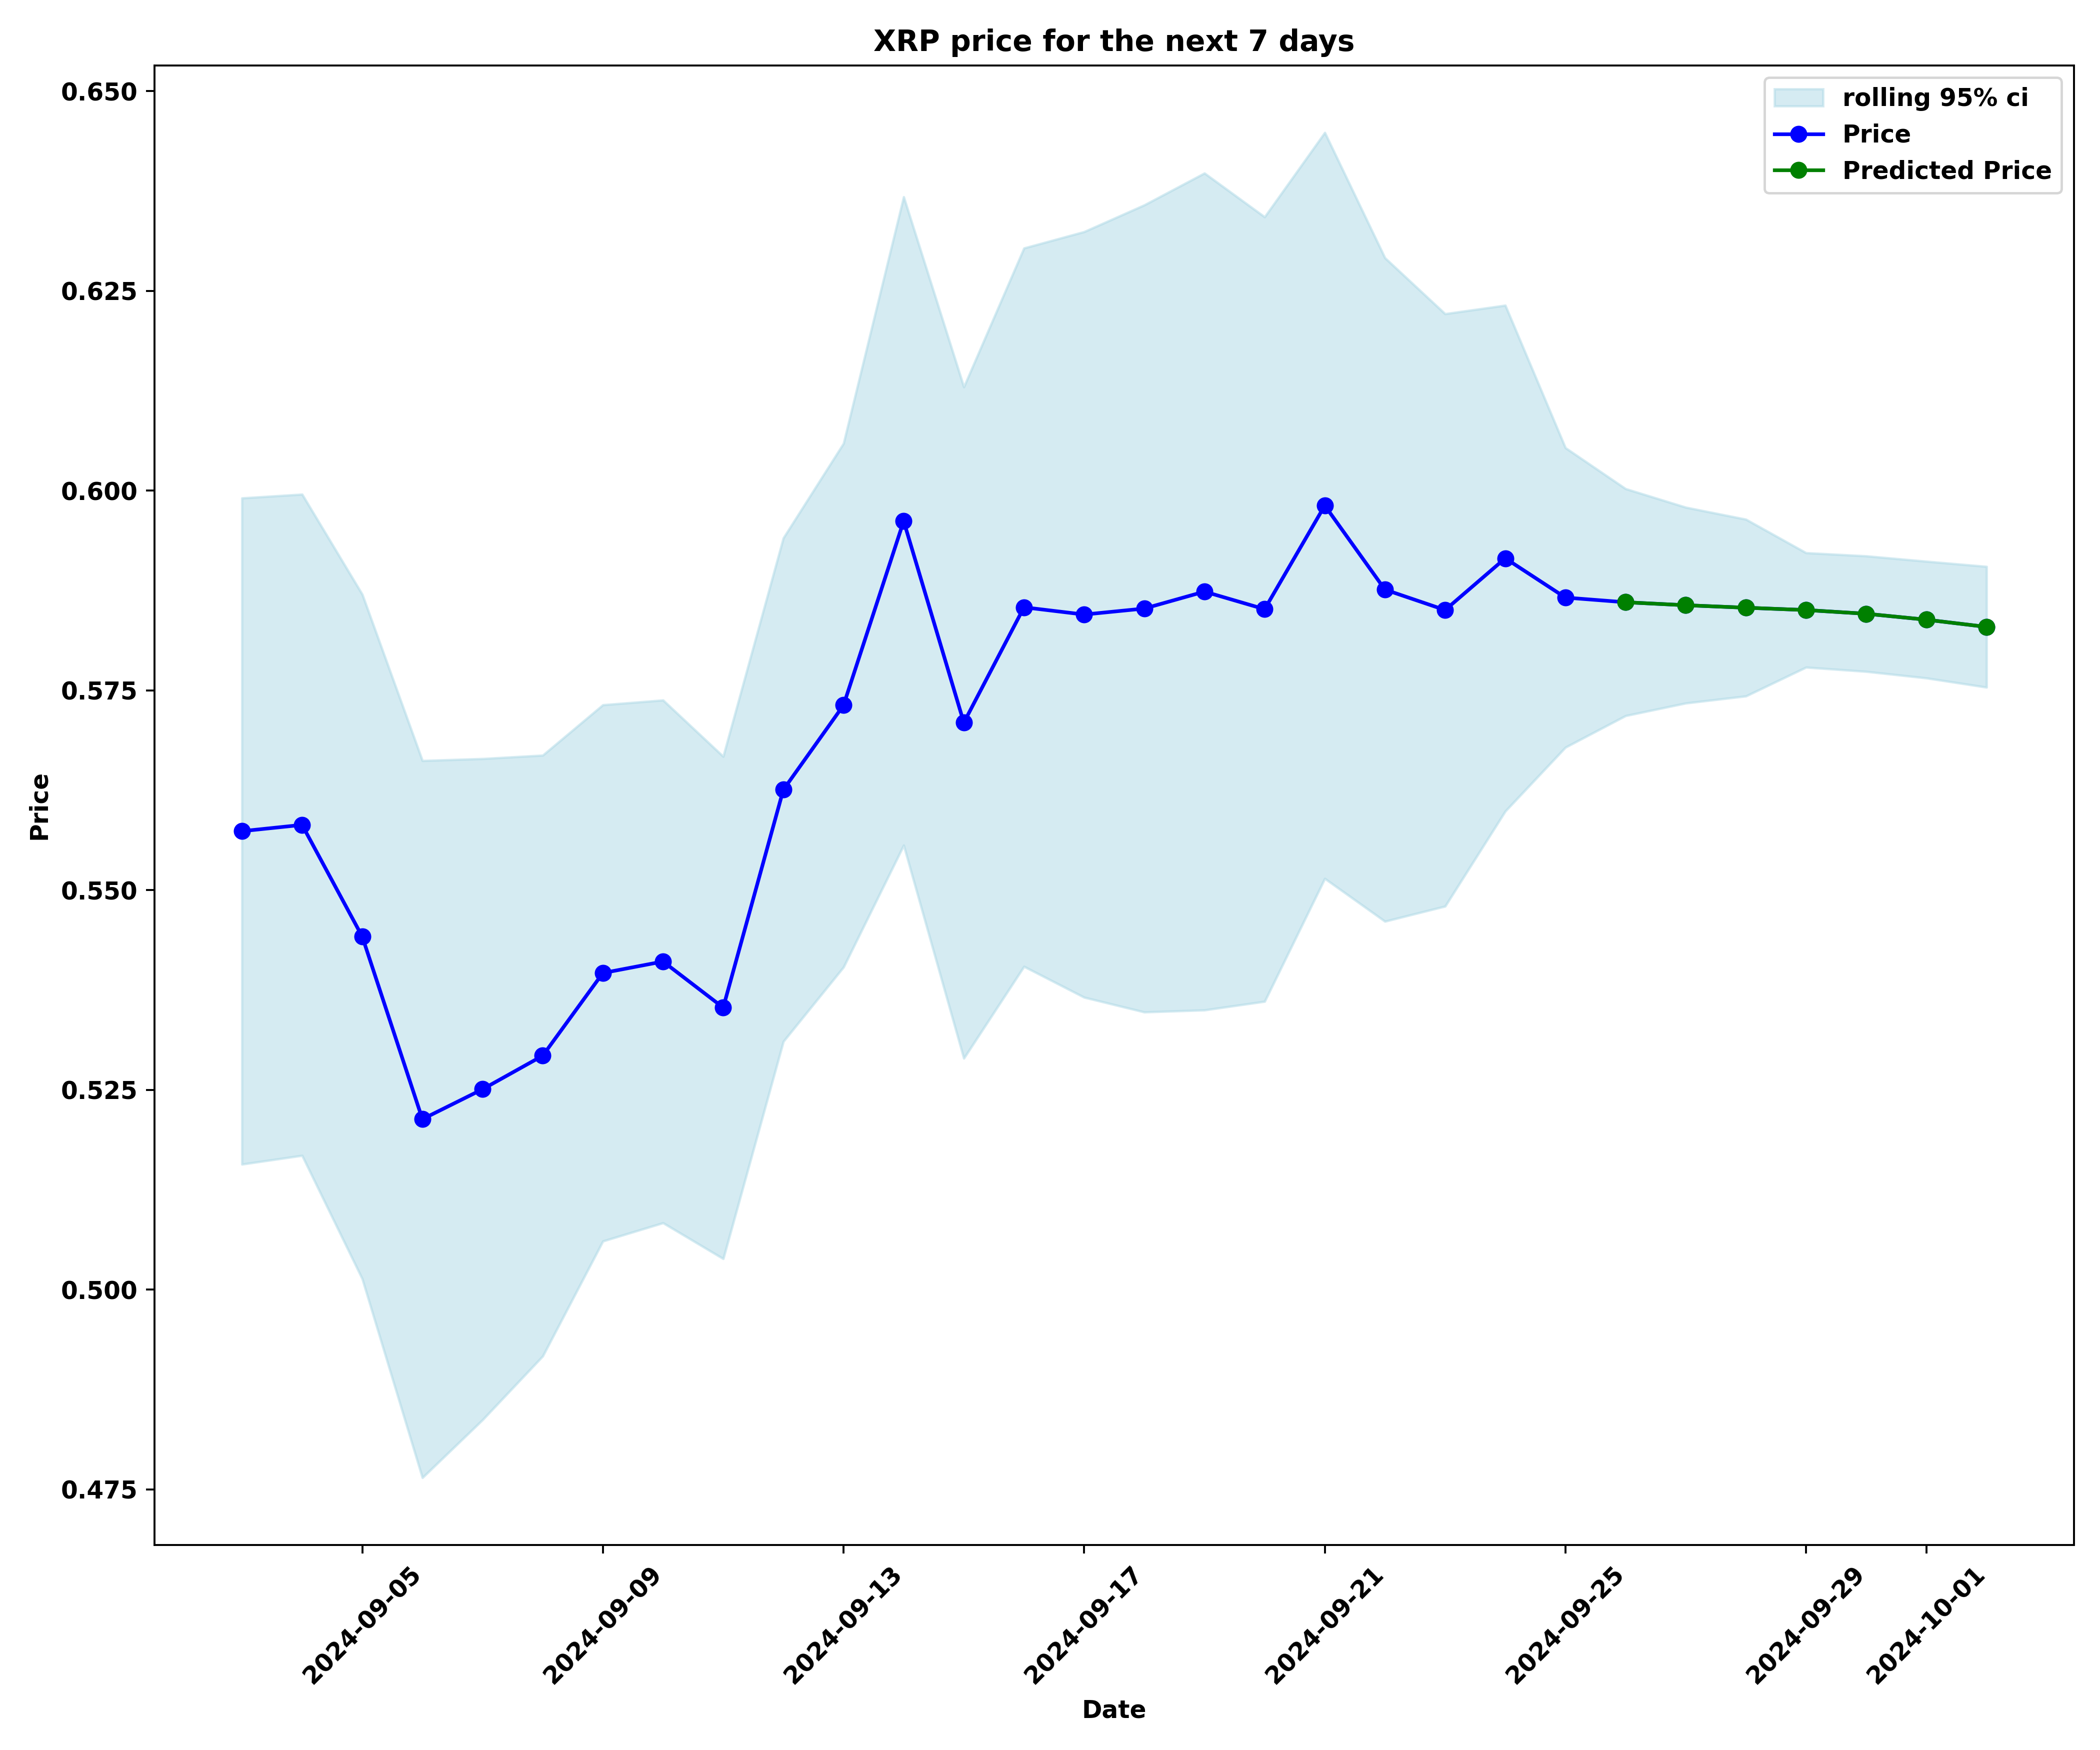 XRP price for the next 7 days
rolling 95% ci
Price
Predicted Price
0.650
0.625
0.600
0.575
0.550
0.525
0.500
0.475
Price
2024-09-05
2024-09-09
2024-09-13
2024-09-17
2024-09-21
2024-09-25
2024-09-29
2024-10-01
Date